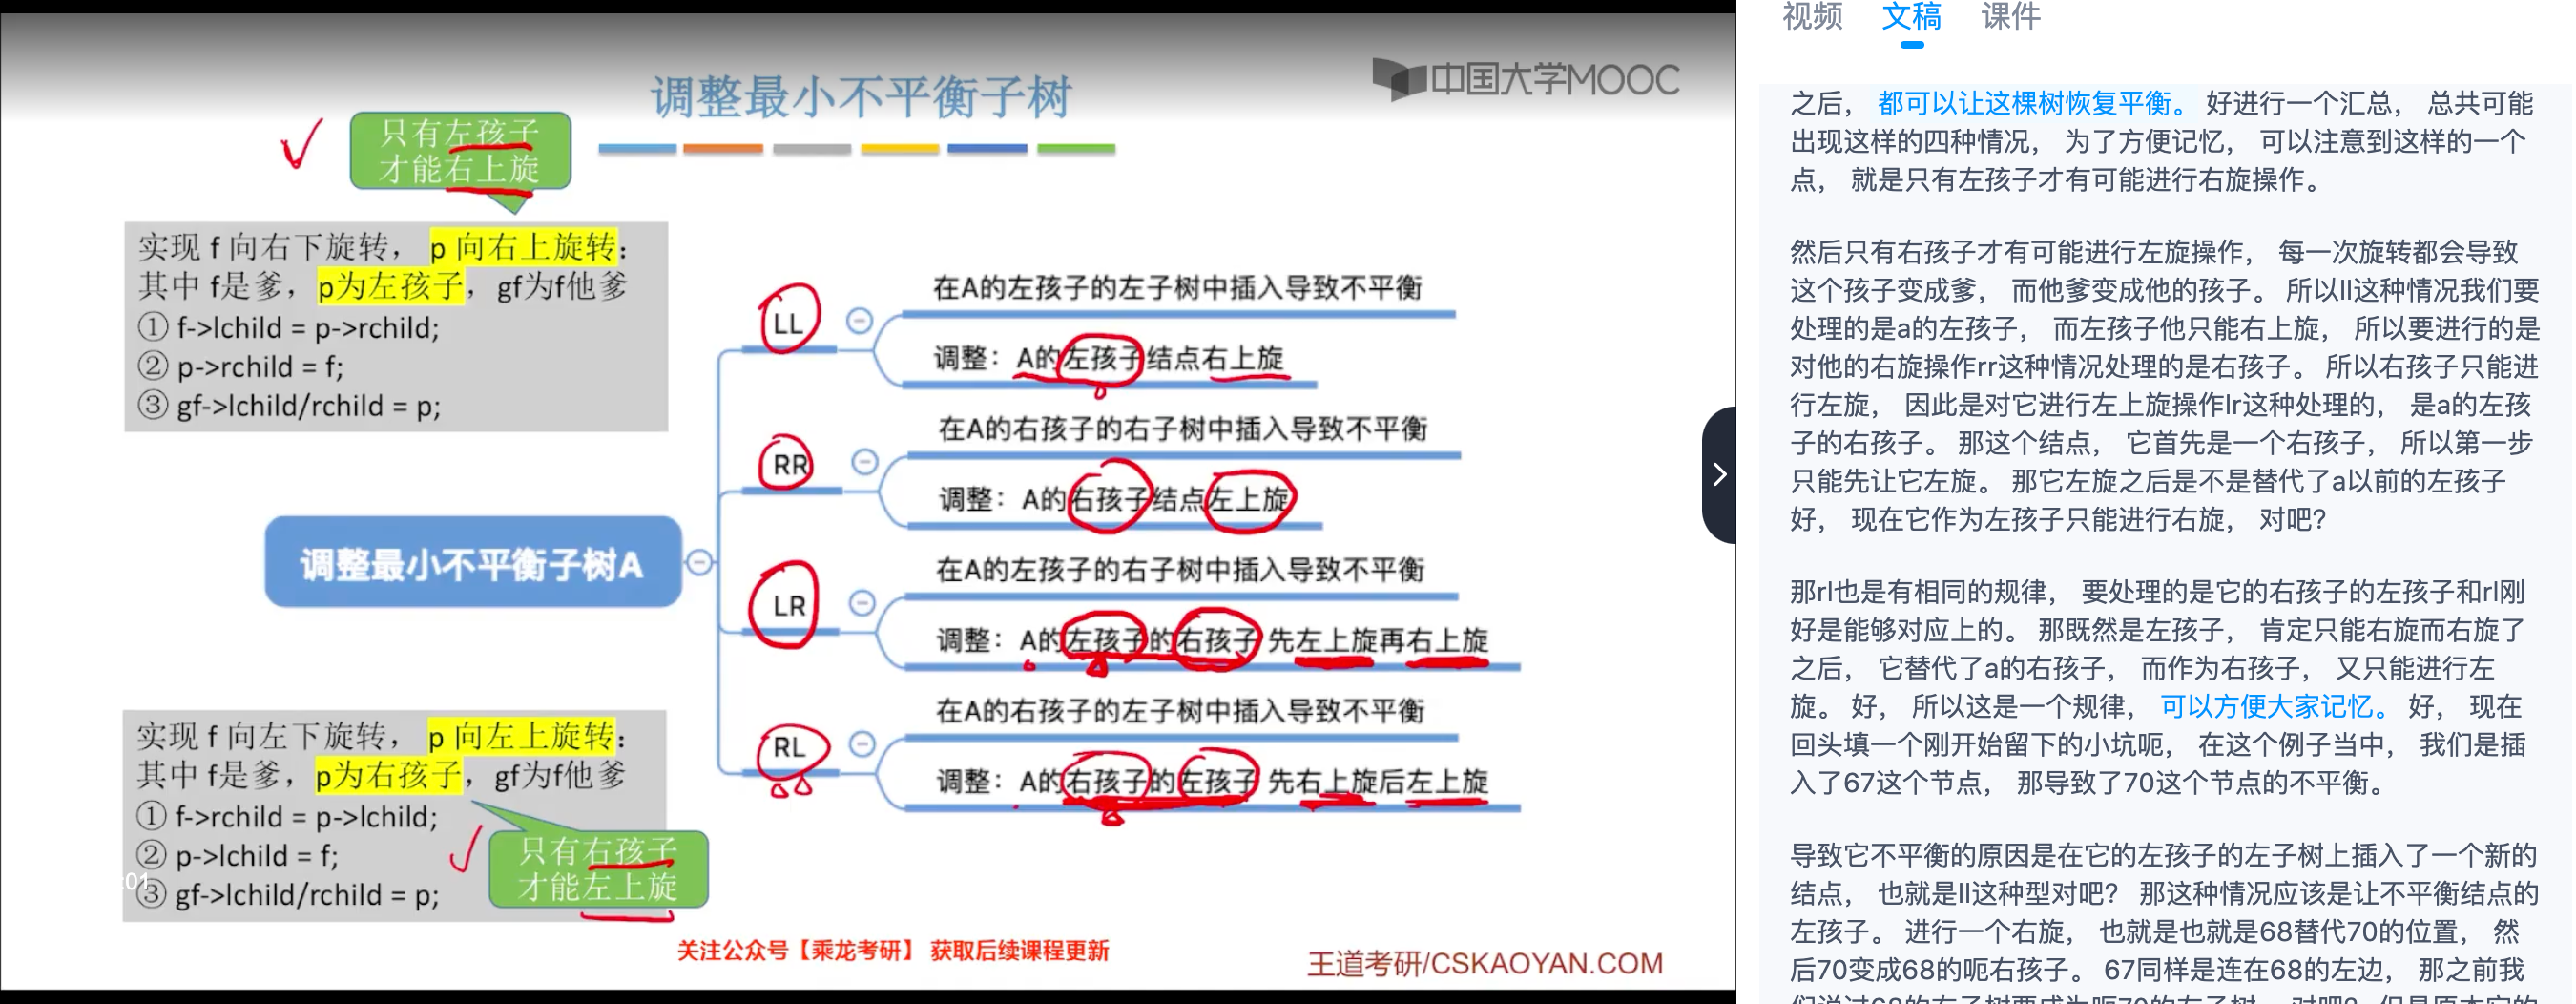 调整最小不平衡子树
中国大学MOOC
只有左孩子
才能右上旋
实现 f 向右下旋转， p 向右上旋转：
其中 f是爹， p为左孩子， gf为f他爹
① f->lchild = p->rchild;
② p->rchild = f;
③ gf->lchild/rchild = p;
调整最小不平衡子树A
LL
在A的左孩子的左子树中插入导致不平衡
调整：A的左孩子结点右上旋
RR
在A的右孩子的右子树中插入导致不平衡
调整：A的右孩子结点左上旋
LR
在A的左孩子的右子树中插入导致不平衡
调整：A的左孩子的右孩子 先左上旋再右上旋
RL
在A的右孩子的左子树中插入导致不平衡
调整：A的右孩子的左孩子 先右上旋后左上旋
实现 f 向左下旋转， p 向左上旋转：
其中 f是爹， p为右孩子， gf为f他爹
① f->rchild = p->lchild;
② p->lchild = f;
③ gf->lchild/rchild = p;
:01
只有右孩子
才能左上旋
关注公众号【乘龙考研】 获取后续课程更新
王道考研/CSKAOYAN.COM
视频 文稿 课件
之后， 都可以让这棵树恢复平衡。 好进行一个汇总， 总共可能
出现这样的四种情况， 为了方便记忆， 可以注意到这样的一个
点， 就是只有左孩子才有可能进行右旋操作。
然后只有右孩子才有可能进行左旋操作， 每一次旋转都会导致
这个孩子变成爹， 而他爹变成他的孩子。 所以ll这种情况我们要
处理的是a的左孩子， 而左孩子他只能右上旋， 所以要进行的是
对他的右旋操作rr这种情况处理的是右孩子。 所以右孩子只能进
行左旋， 因此是对它进行左上旋操作lr这种处理的， 是a的左孩
子的右孩子。 那这个结点， 它首先是一个右孩子， 所以第一步
只能先让它左旋。 那它左旋之后是不是替代了a以前的左孩子
好， 现在它作为左孩子只能进行右旋， 对吧？
那rl也是有相同的规律， 要处理的是它的右孩子的左孩子和rl刚
好是能够对应上的。 那既然是左孩子， 肯定只能右旋而右旋了
之后， 它替代了a的右孩子， 而作为右孩子， 又只能进行左
旋。 好， 所以这是一个规律， 可以方便大家记忆。 好， 现在
回头填一个刚开始留下的小坑呃， 在这个例子当中， 我们是插
入了67这个节点， 那导致了70这个节点的不平衡。
导致它不平衡的原因是在它的左孩子的左子树上插入了一个新的
结点， 也就是ll这种型对吧？ 那这种情况应该是让不平衡结点的
左孩子。 进行一个右旋， 也就是也就是68替代70的位置， 然
后70变成68的呃右孩子。 67同样是连在68的左边， 那之前我